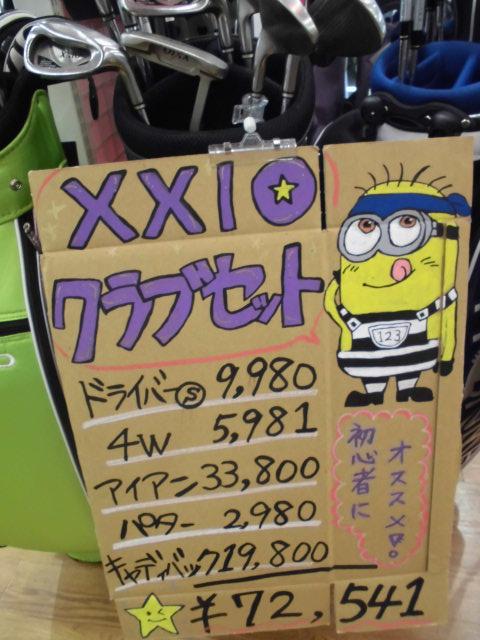 XXIO
クラブセット
ドライバーⓈ 9,980
4W 5,981
アイアン 33,800
パター 2,980
キャディバック 19,800
¥72,541
123
初心者に
オススメ!。